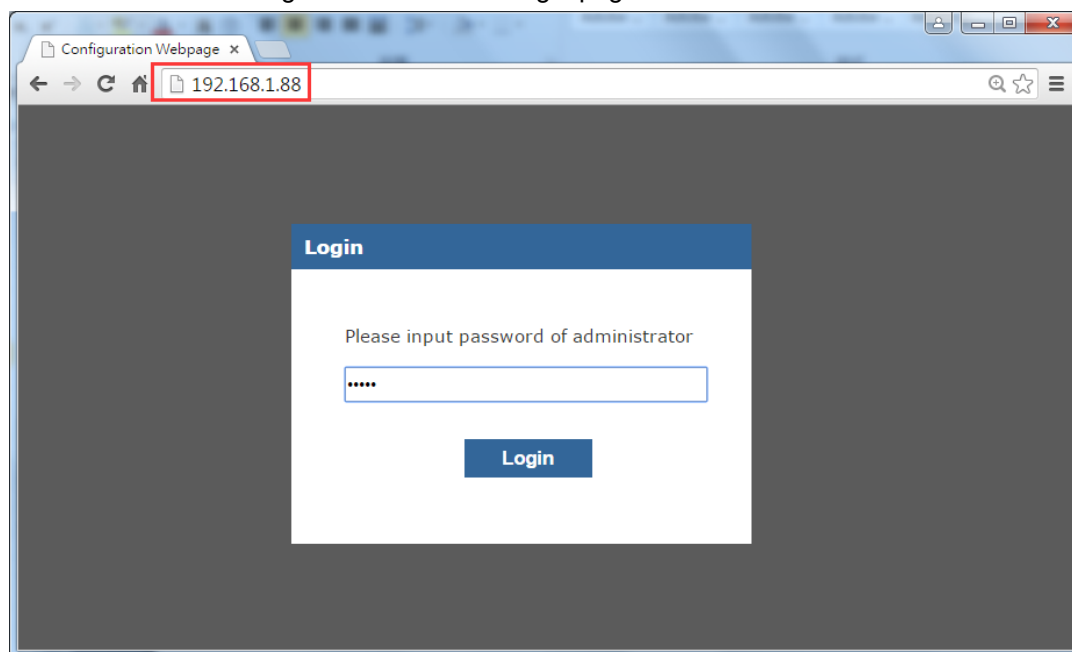 Configuration Webpage
192.168.1.88
Login
Please input password of administrator
•••••
Login